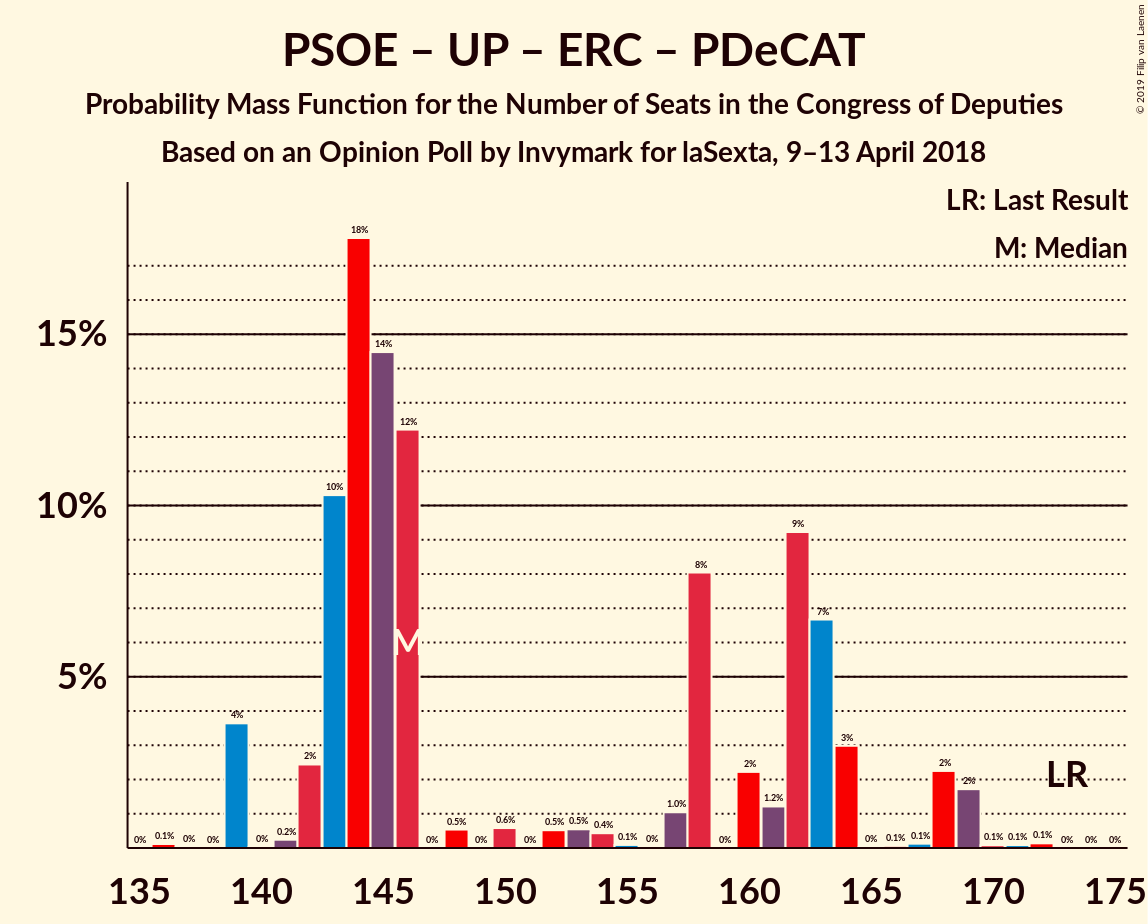 © 2019 Filip van Laenen
PSOE – UP – ERC – PDeCAT
Probability Mass Function for the Number of Seats in the Congress of Deputies
Based on an Opinion Poll by Invymark for laSexta, 9–13 April 2018
LR: Last Result
M: Median
15%
10%
5%
0% 0.1% 0% 0% 4% 0% 0.2% 2% 10% 18% 14% 12% 0% 0.5% 0% 0.6% 0% 0.5% 0.5% 0.4% 0.1% 0% 1.0% 8% 0% 2% 1.2% 9% 7% 3% 0% 0.1% 0.1% 2% 2% 0.1% 0.1% 0.1% 0% 0% 0%
M
LR
135 140 145 150 155 160 165 170 175